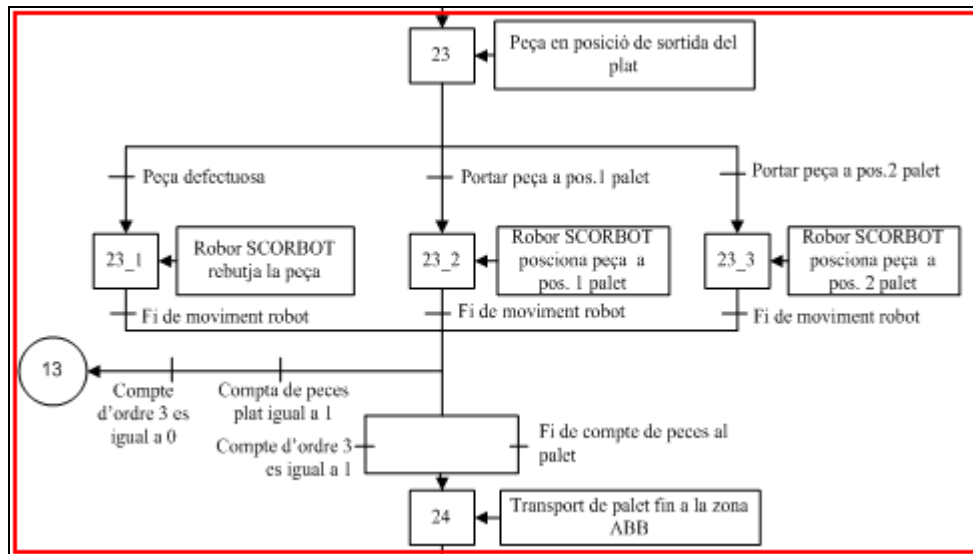 23
Peça en posició de sortida del
plat
Peça defectuosa
Portar peça a pos.1 palet
Portar peça a pos.2 palet
23_1
Robor SCORBOT
rebutja la peça
23_2
Robor SCORBOT
posciona peça a
pos. 1 palet
23_3
Robor SCORBOT
posciona peça a
pos. 2 palet
Fi de moviment robot
Fi de moviment robot
Fi de moviment robot
13
Compte
d'ordre 3 es
igual a 0
Compta de peces
plat igual a 1
Compte d'ordre 3
es igual a 1
Fi de compte de peces al
palet
24
Transport de palet fin a la zona
ABB